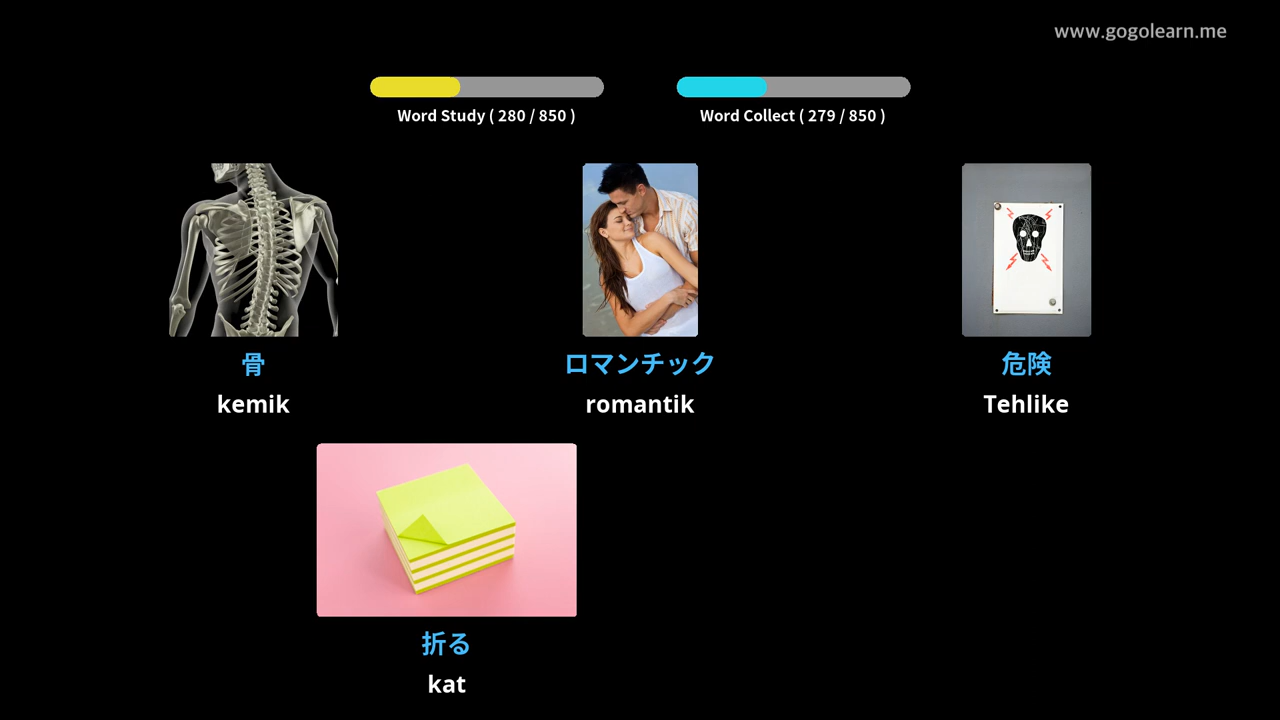 www.gogolearn.me
Word Study ( 280 / 850 )
Word Collect ( 279 / 850 )
骨
kemik
ロマンチック
romantik
危険
Tehlike
折る
kat